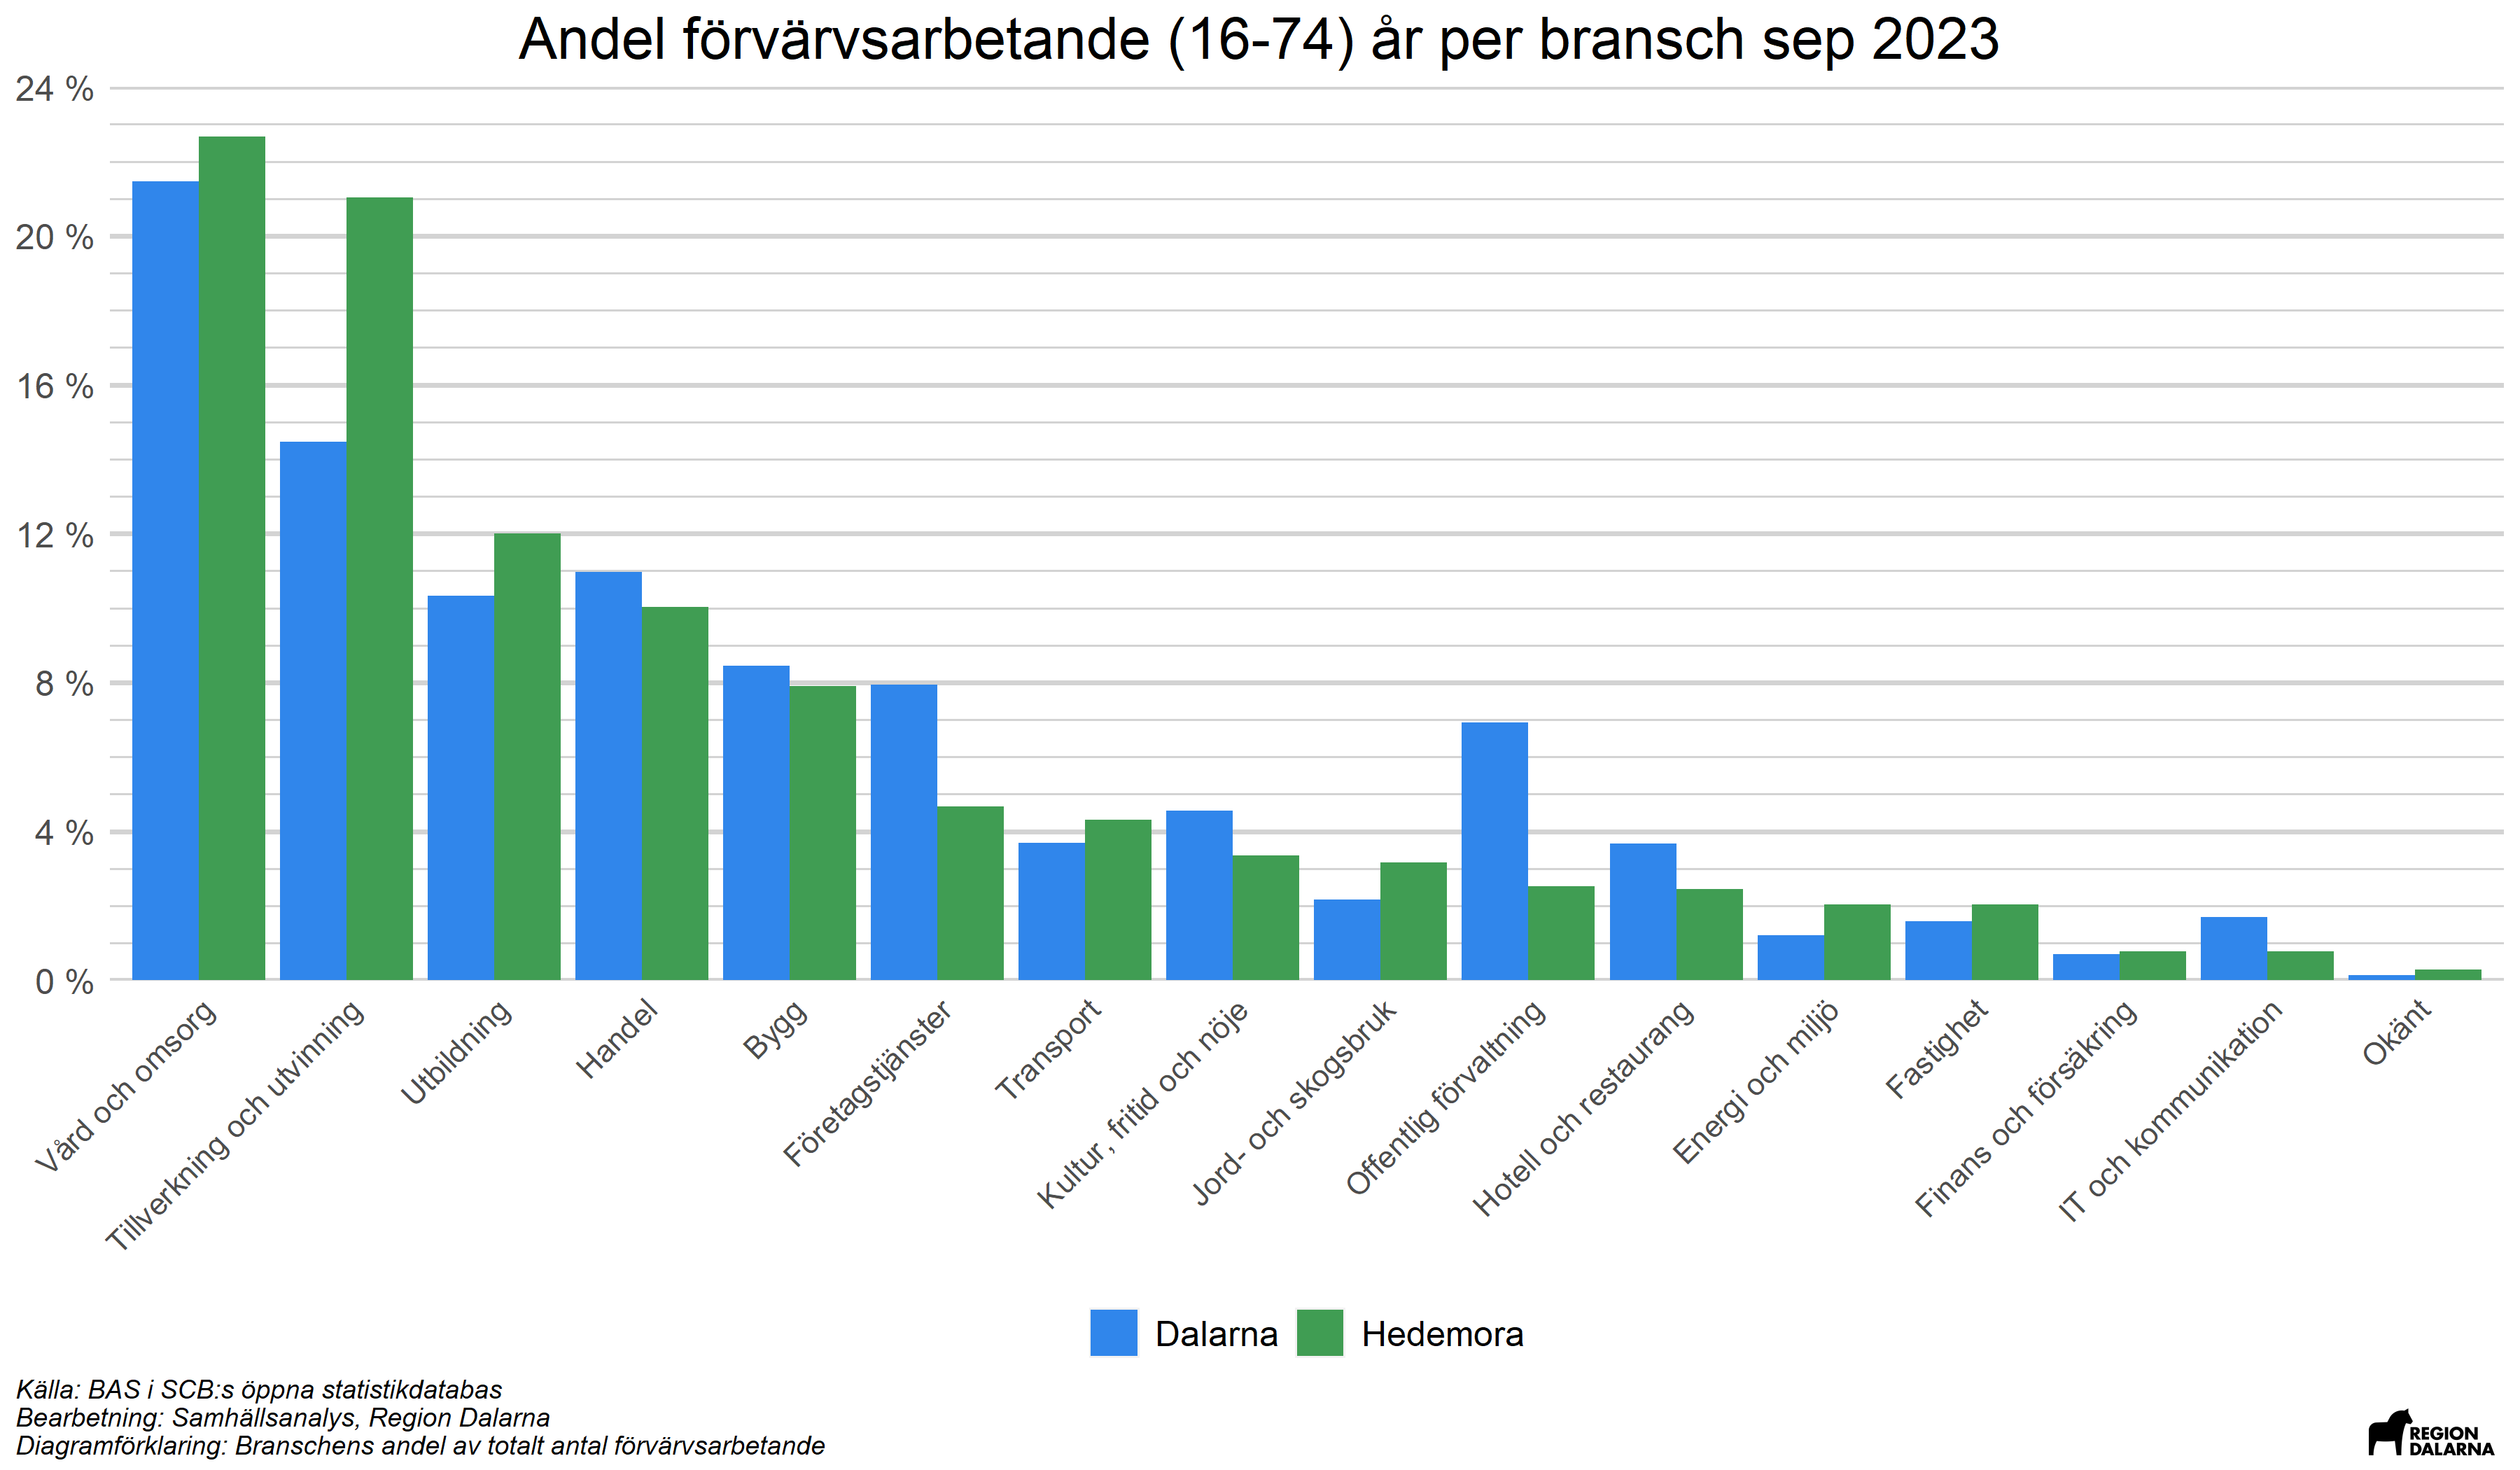 Andel förvärvsarbetande (16-74) år per bransch sep 2023
24 %
20 %
16 %
12 %
8 %
4 %
0 %
Vård och omsorg
Tillverkning och utvinning
Utbildning
Handel
Bygg
Företagstjänster
Transport
Kultur, fritid och nöje
Jord- och skogsbruk
Offentlig förvaltning
Hotell och restaurang
Energi och miljö
Fastighet
Finans och försäkring
IT och kommunikation
Okänt
Dalarna
Hedemora
Källa: BAS i SCB:s öppna statistikdatabas
Bearbetning: Samhällsanalys, Region Dalarna
Diagramförklaring: Branschens andel av totalt antal förvärvsarbetande
REGION
DALARNA